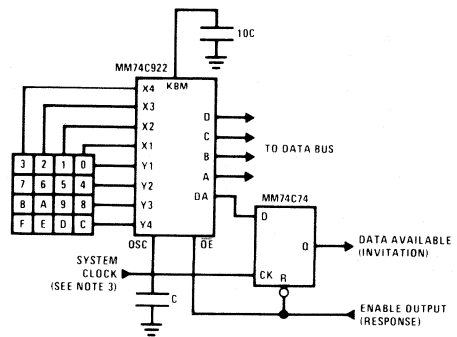 10C
MM74C922
KBM
X4
X3
X2
X1
Y1
Y2
Y3
Y4
D
C
B
A
DA
TO DATA BUS
3 2 1 0
7 6 5 4
B A 9 8
F E D C
OSC
OE
MM74C74
D
Q
CK
R
SYSTEM
CLOCK
(SEE NOTE 3)
C
DATA AVAILABLE
(INVITATION)
ENABLE OUTPUT
(RESPONSE)